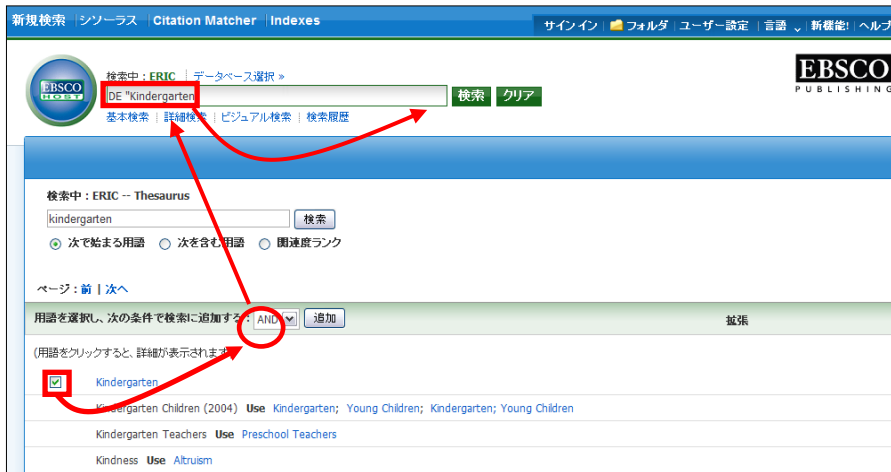 新規検索 シソーラス Citation Matcher Indexes
サインイン フォルダ ユーザー設定 言語 新機能! ヘルプ
EBSCO HOST
検索中 : ERIC データベース選択 »
DE "Kindergarten 検索 クリア
基本検索 詳細検索 ビジュアル検索 検索履歴
EBSCO
PUBLISHING
検索中 : ERIC -- Thesaurus
kindergarten 検索
次で始まる用語 次を含む用語 関連度ランク
ページ : 前 | 次へ
用語を選択し、次の条件で検索に追加する : AND 追加 拡張
(用語をクリックすると、詳細が表示されます
Kindergarten
Kindergarten Children (2004) Use Kindergarten; Young Children; Kindergarten; Young Children
Kindergarten Teachers Use Preschool Teachers
Kindness Use Altruism